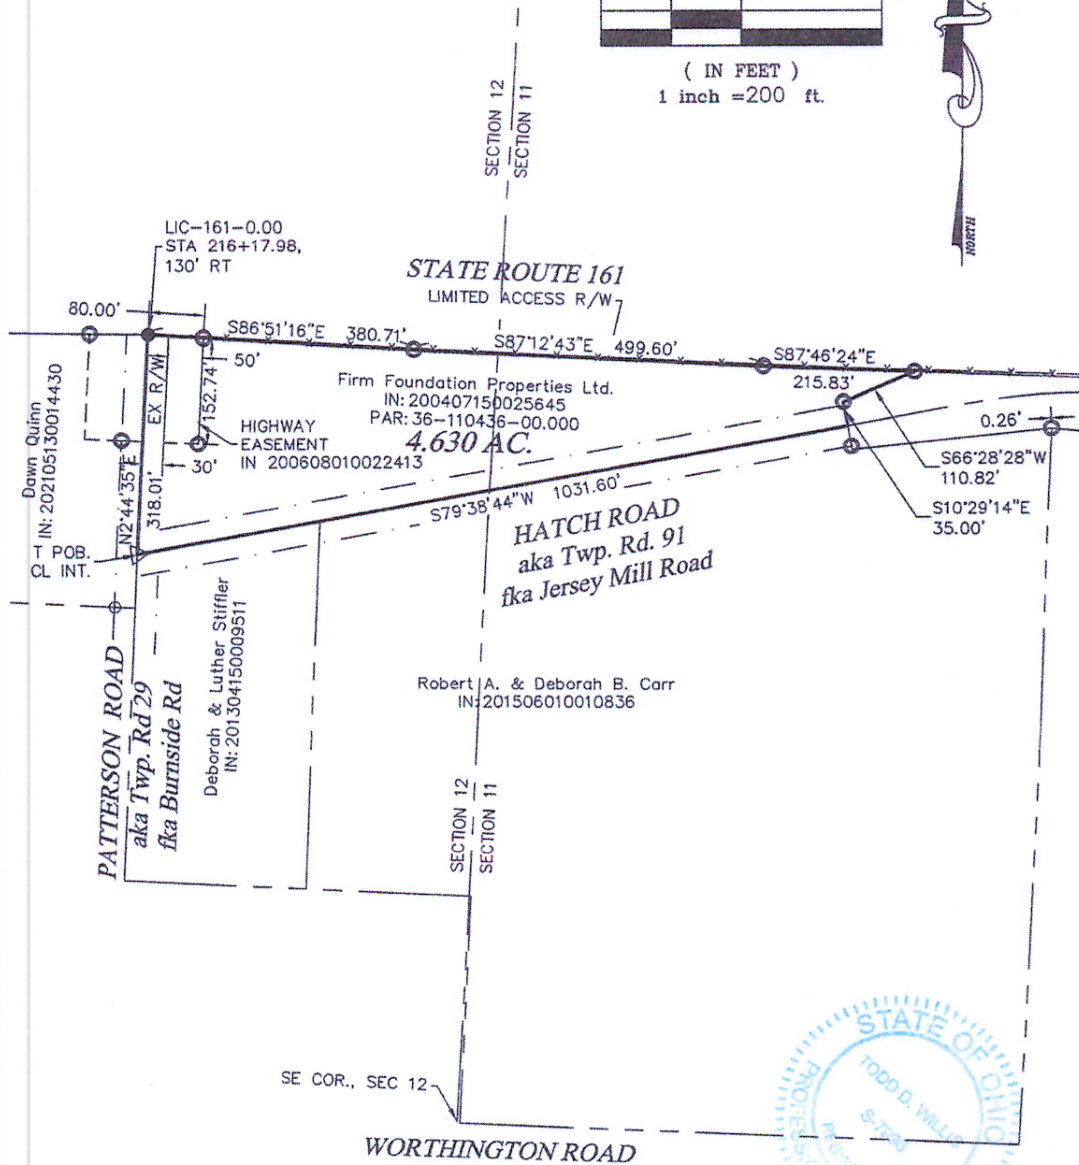 ( IN FEET )
1 inch =200 ft.
NORTH
SECTION 12
SECTION 11
LIC-161-0.00
STA 216+17.98,
130' RT
STATE ROUTE 161
LIMITED ACCESS R/W
80.00'
S86°51'16"E 380.71'
S87°12'43"E 499.60'
S87°46'24"E
215.83'
50'
152.74'
EX R/W
Firm Foundation Properties Ltd.
IN: 200407150025645
PAR: 36-110436-00.000
4.630 AC.
HIGHWAY
EASEMENT
IN 200608010022413
30'
Dawn Quinn
IN: 202105130014430
N2°44'35"E
318.01'
0.26'
S66°28'28"W
110.82'
S10°29'14"E
35.00'
S79°38'44"W 1031.60'
HATCH ROAD
aka Twp. Rd. 91
fka Jersey Mill Road
T POB.
CL INT.
Deborah & Luther Stiffler
IN: 201304150009511
PATTERSON ROAD
aka Twp. Rd 29
fka Burnside Rd
Robert A. & Deborah B. Carr
IN: 201506010010836
SECTION 12
SECTION 11
SE COR., SEC 12
WORTHINGTON ROAD
STATE OF OHIO
TODD D. WILLIS